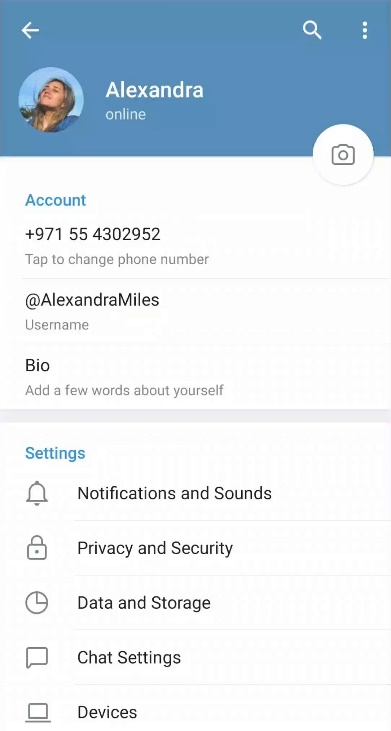 Alexandra
online
Account
+971 55 4302952
Tap to change phone number
@AlexandraMiles
Username
Bio
Add a few words about yourself
Settings
Notifications and Sounds
Privacy and Security
Data and Storage
Chat Settings
Devices